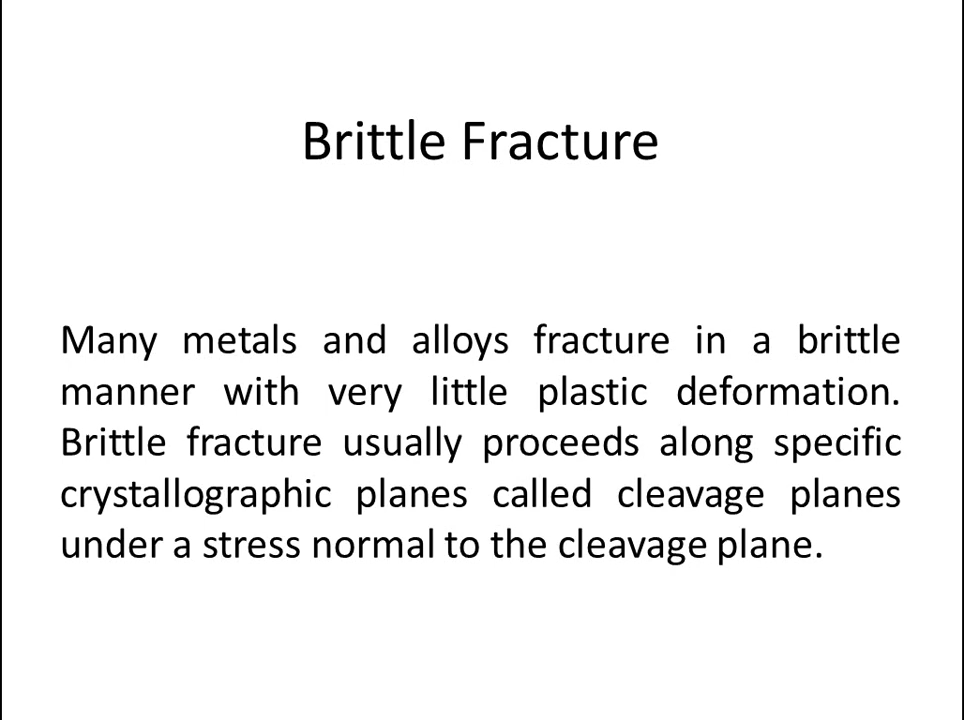 Brittle Fracture
Many metals and alloys fracture in a brittle
manner with very little plastic deformation.
Brittle fracture usually proceeds along specific
crystallographic planes called cleavage planes
under a stress normal to the cleavage plane.